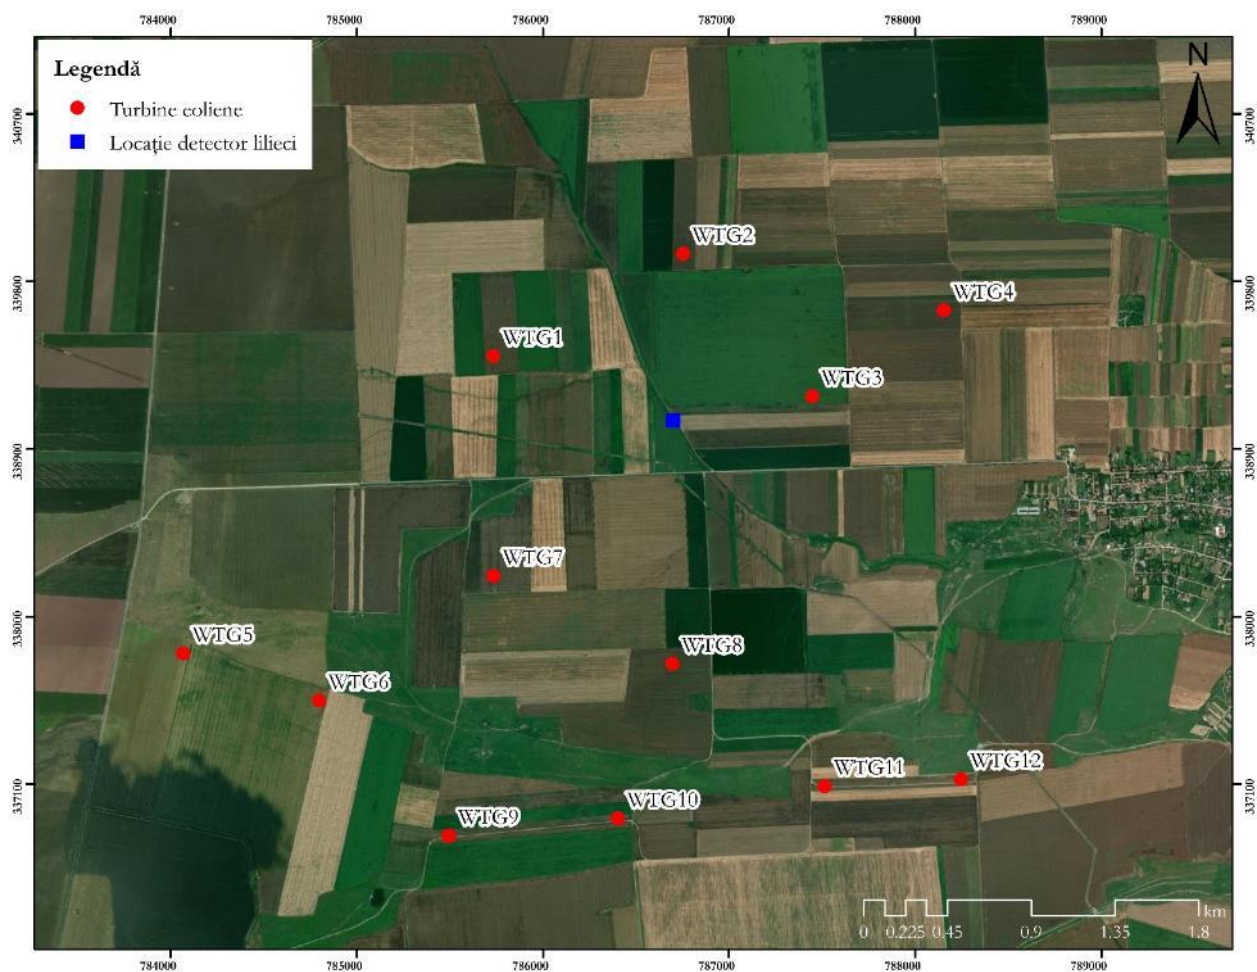 784000 785000 786000 787000 788000 789000
Legendă
Turbine eoliene
Locație detector lilieci
N
340700 340700
WTG2
339800 339800
WTG4
WTG1
WTG3
338900 338900
WTG7
338000 338000
WTG5
WTG8
WTG6
337100 337100
WTG11 WTG12
WTG10
WTG9
km
0 0.225 0.45 0.9 1.35 1.8
784000 785000 786000 787000 788000 789000